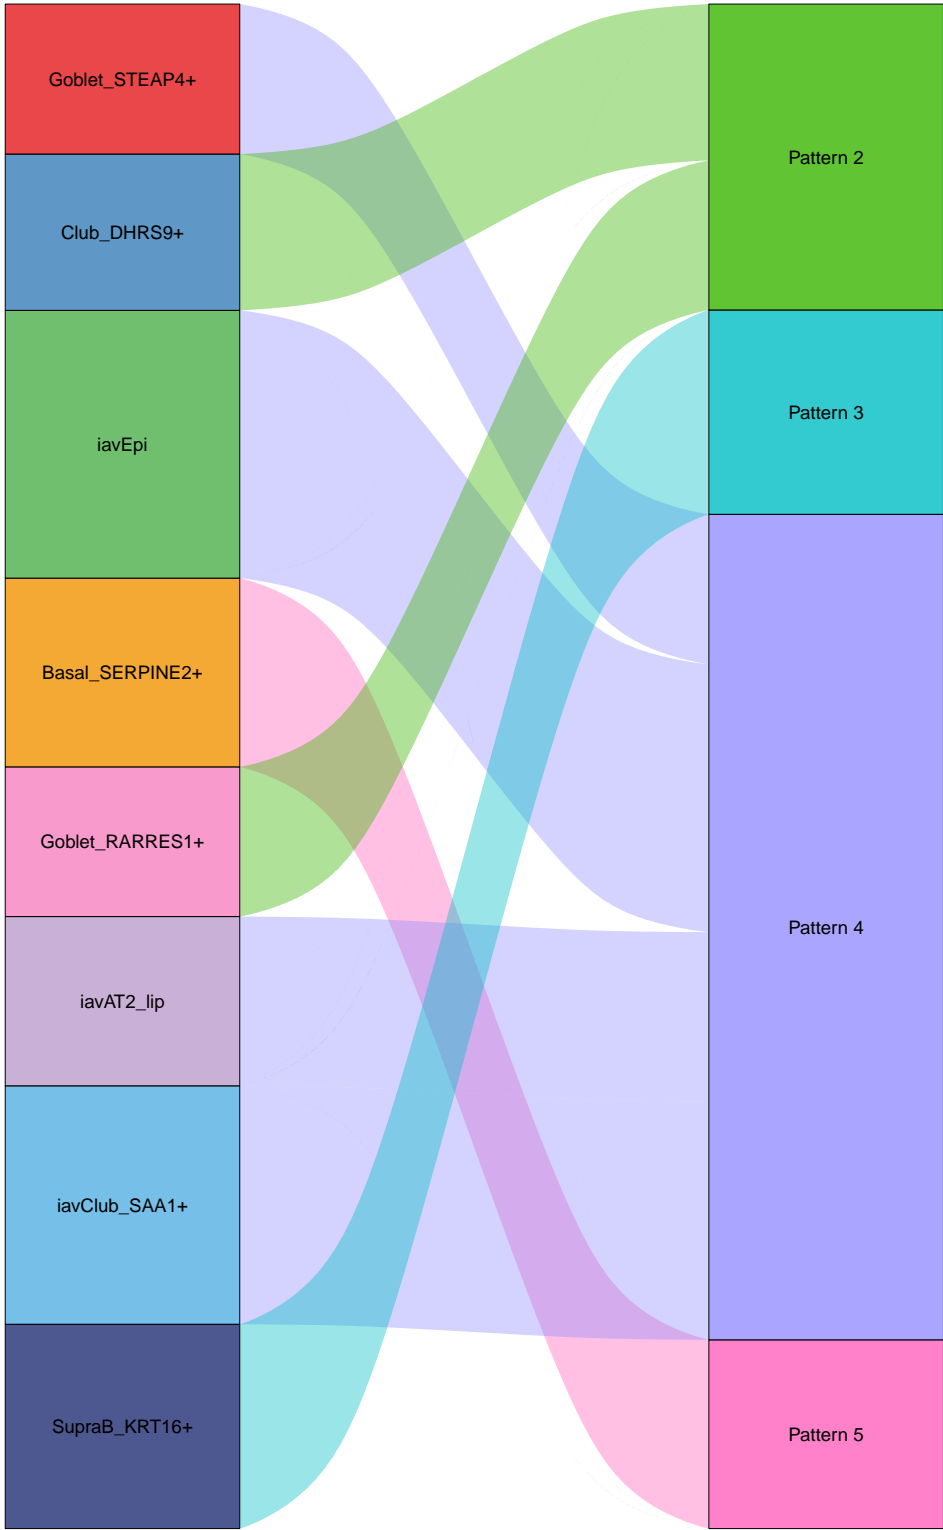 Goblet_STEAP4+
Club_DHRS9+
iavEpi
Basal_SERPINE2+
Goblet_RARRES1+
iavAT2_lip
iavClub_SAA1+
SupraB_KRT16+
Pattern 2
Pattern 3
Pattern 4
Pattern 5